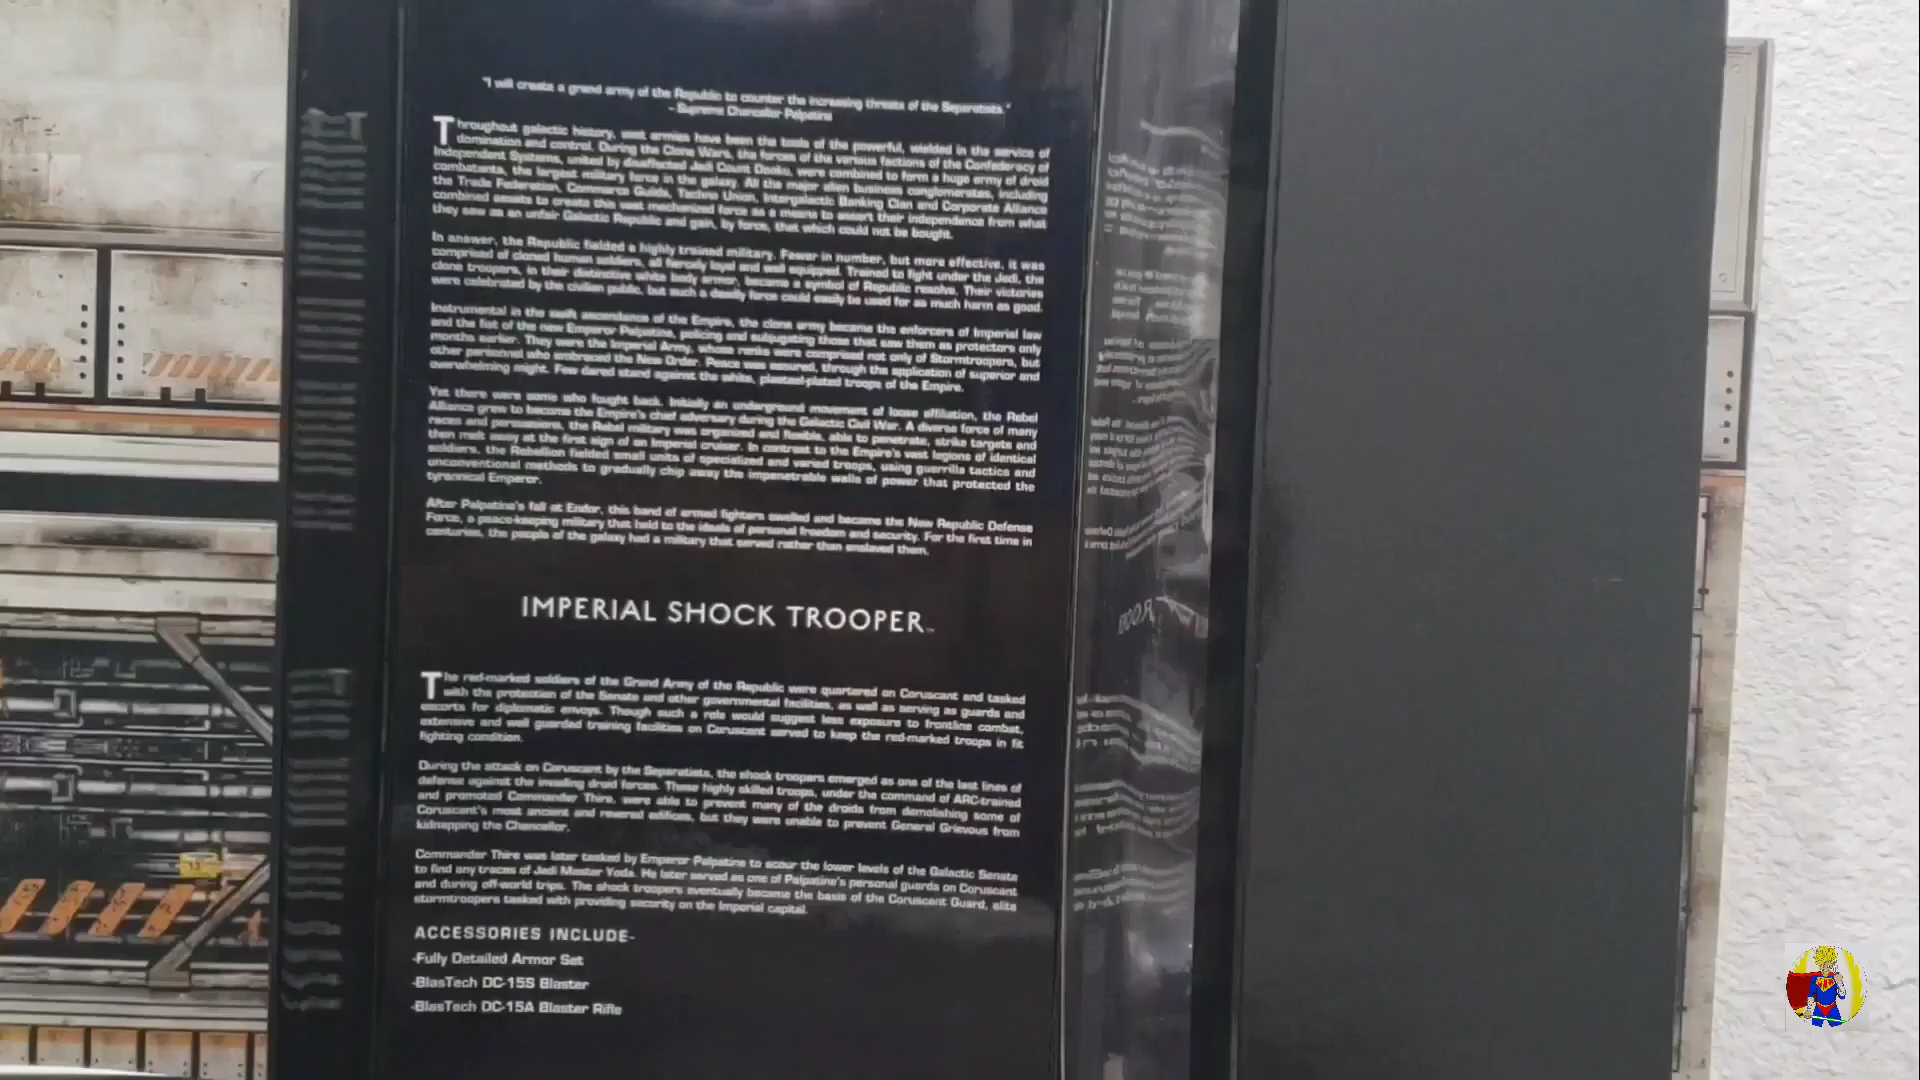 "I will create a grand army of the Republic to counter the increasing threats of the Separatists."
- Supreme Chancellor Palpatine
Throughout galactic history, vast armies have been the tools of the powerful, wielded in the service of
domination and control. During the Clone Wars, the forces of the various factions of the Confederacy of
Independent Systems, united by disaffected Jedi Count Dooku, were combined to form a huge army of droid
combatants, the largest military force in the galaxy. All the major alien business conglomerates, including
the Trade Federation, Commerce Guilds, Techno Union, Intergalactic Banking Clan and Corporate Alliance
combined assets to create this vast mechanized force as a means to assert their independence from what
they saw as an unfair Galactic Republic and gain, by force, that which could not be bought.
In answer, the Republic fielded a highly trained military. Fewer in number, but more effective, it was
comprised of cloned human soldiers, all fiercely loyal and well equipped. Trained to fight under the Jedi, the
clone troopers, in their distinctive white body armor, became a symbol of Republic resolve. Their victories
were celebrated by the civilian public, but such a deadly force could easily be used for as much harm as good.
Instrumental in the swift ascendance of the Empire, the clone army became the enforcers of Imperial law
and the fist of the new Emperor Palpatine, policing and subjugating those that saw them as protectors only
months earlier. They were the Imperial Army, whose ranks were comprised not only of Stormtroopers, but
other personnel who embraced the New Order. Peace was assured, through the application of superior and
overwhelming might. Few dared stand against the white, plasteel-plated troops of the Empire.
Yet there were some who fought back. Initially an underground movement of loose affiliation, the Rebel
Alliance grew to become the Empire's chief adversary during the Galactic Civil War. A diverse force of many
races and persuasions, the Rebel military was organized and flexible, able to penetrate, strike targets and
then melt away at the first sign of an Imperial cruiser. In contrast to the Empire's vast legions of identical
soldiers, the Rebellion fielded small units of specialized and varied troops, using guerrilla tactics and
unconventional methods to gradually chip away the impenetrable walls of power that protected the
tyrannical Emperor.
After Palpatine's fall at Endor, this band of armed fighters swelled and became the New Republic Defense
Force, a peace-keeping military that held to the ideals of personal freedom and security. For the first time in
centuries, the people of the galaxy had a military that served rather than enslaved them.
IMPERIAL SHOCK TROOPER™
The red-marked soldiers of the Grand Army of the Republic were quartered on Coruscant and tasked
with the protection of the Senate and other governmental facilities, as well as serving as guards and
escorts for diplomatic envoys. Though such a role would suggest less exposure to frontline combat,
extensive and well guarded training facilities on Coruscant served to keep the red-marked troops in fit
fighting condition.
During the attack on Coruscant by the Separatists, the shock troopers emerged as one of the last lines of
defense against the invading droid forces. These highly skilled troops, under the command of ARC-trained
and promoted Commander Thire, were able to prevent many of the droids from demolishing some of
Coruscant's most ancient and revered edifices, but they were unable to prevent General Grievous from
kidnapping the Chancellor.
Commander Thire was later tasked by Emperor Palpatine to scour the lower levels of the Galactic Senate
to find any traces of Jedi Master Yoda. He later served as one of Palpatine's personal guards on Coruscant
and during off-world trips. The shock troopers eventually became the basis of the Coruscant Guard, elite
stormtroopers tasked with providing security on the Imperial capital.
ACCESSORIES INCLUDE-
-Fully Detailed Armor Set
-BlasTech DC-15S Blaster
-BlasTech DC-15A Blaster Rifle